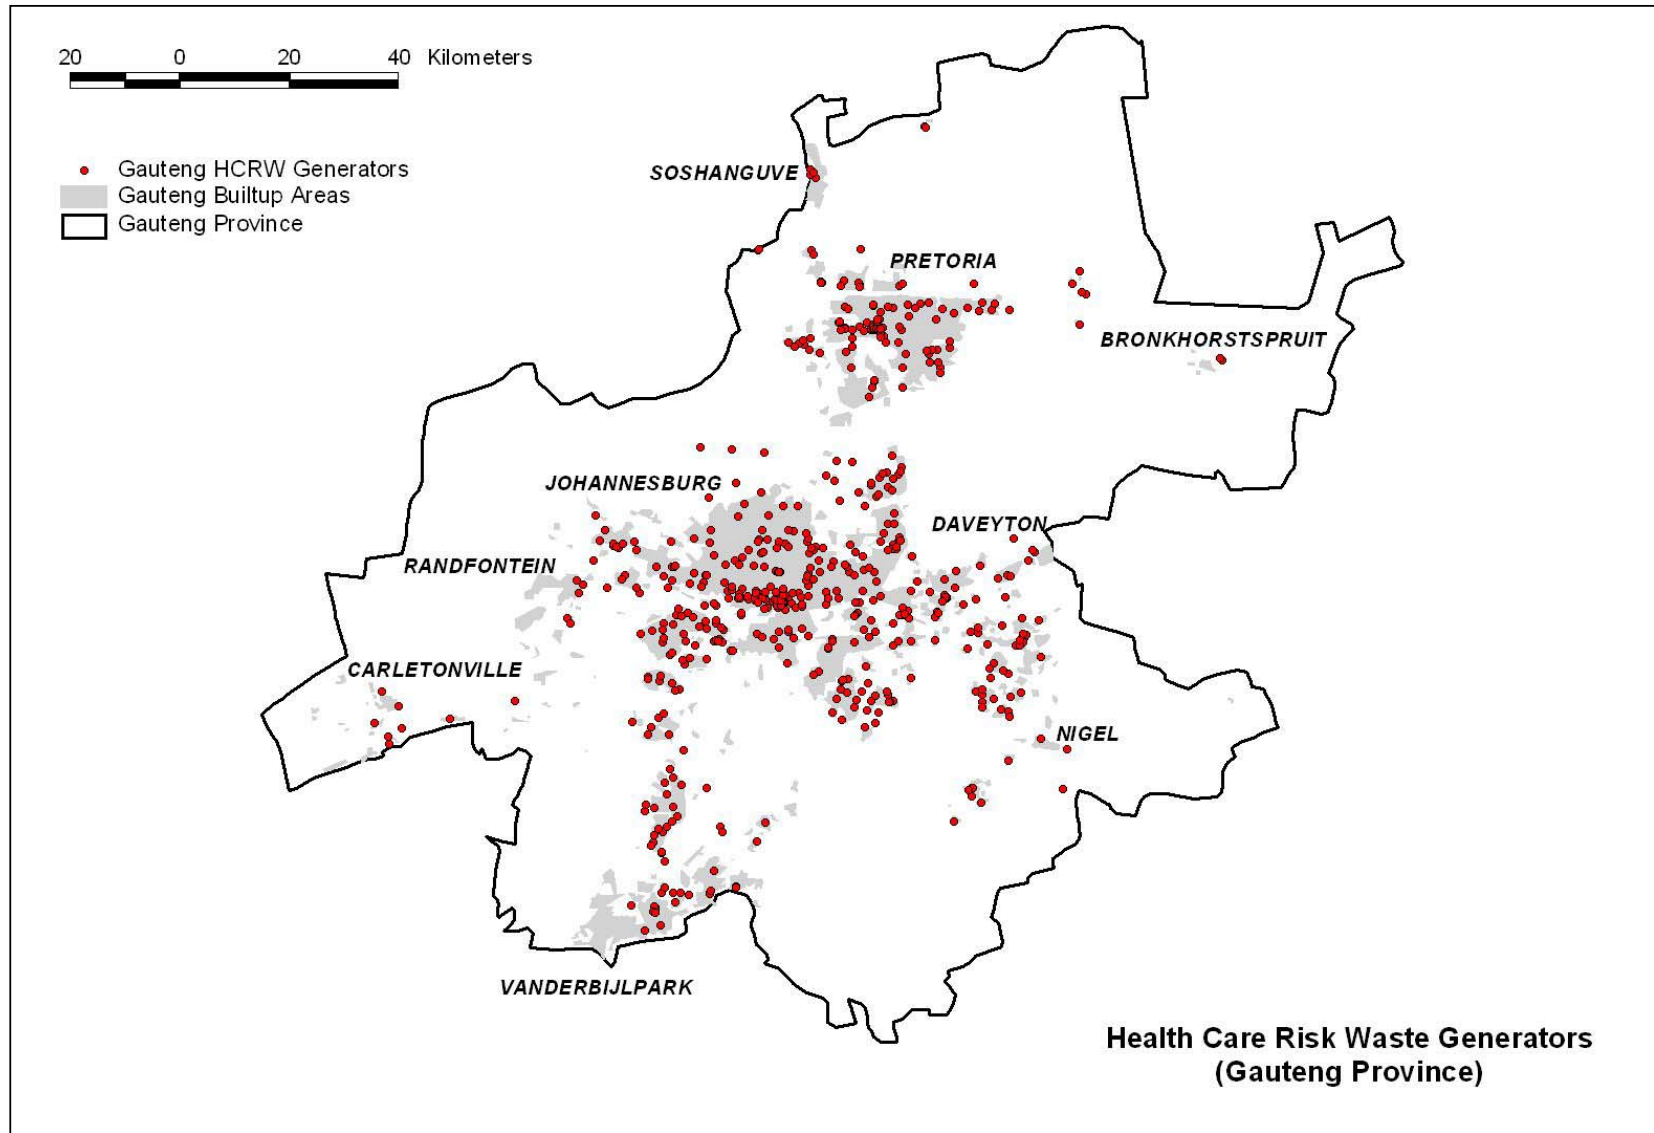 20 0 20 40 Kilometers
Gauteng HCRW Generators
Gauteng Builtup Areas
Gauteng Province
SOSHANGUVE
PRETORIA
BRONKHORSTSPRUIT
JOHANNESBURG
DAVEYTON
RANDFONTEIN
CARLETONVILLE
NIGEL
VANDERBIJLPARK
Health Care Risk Waste Generators
(Gauteng Province)